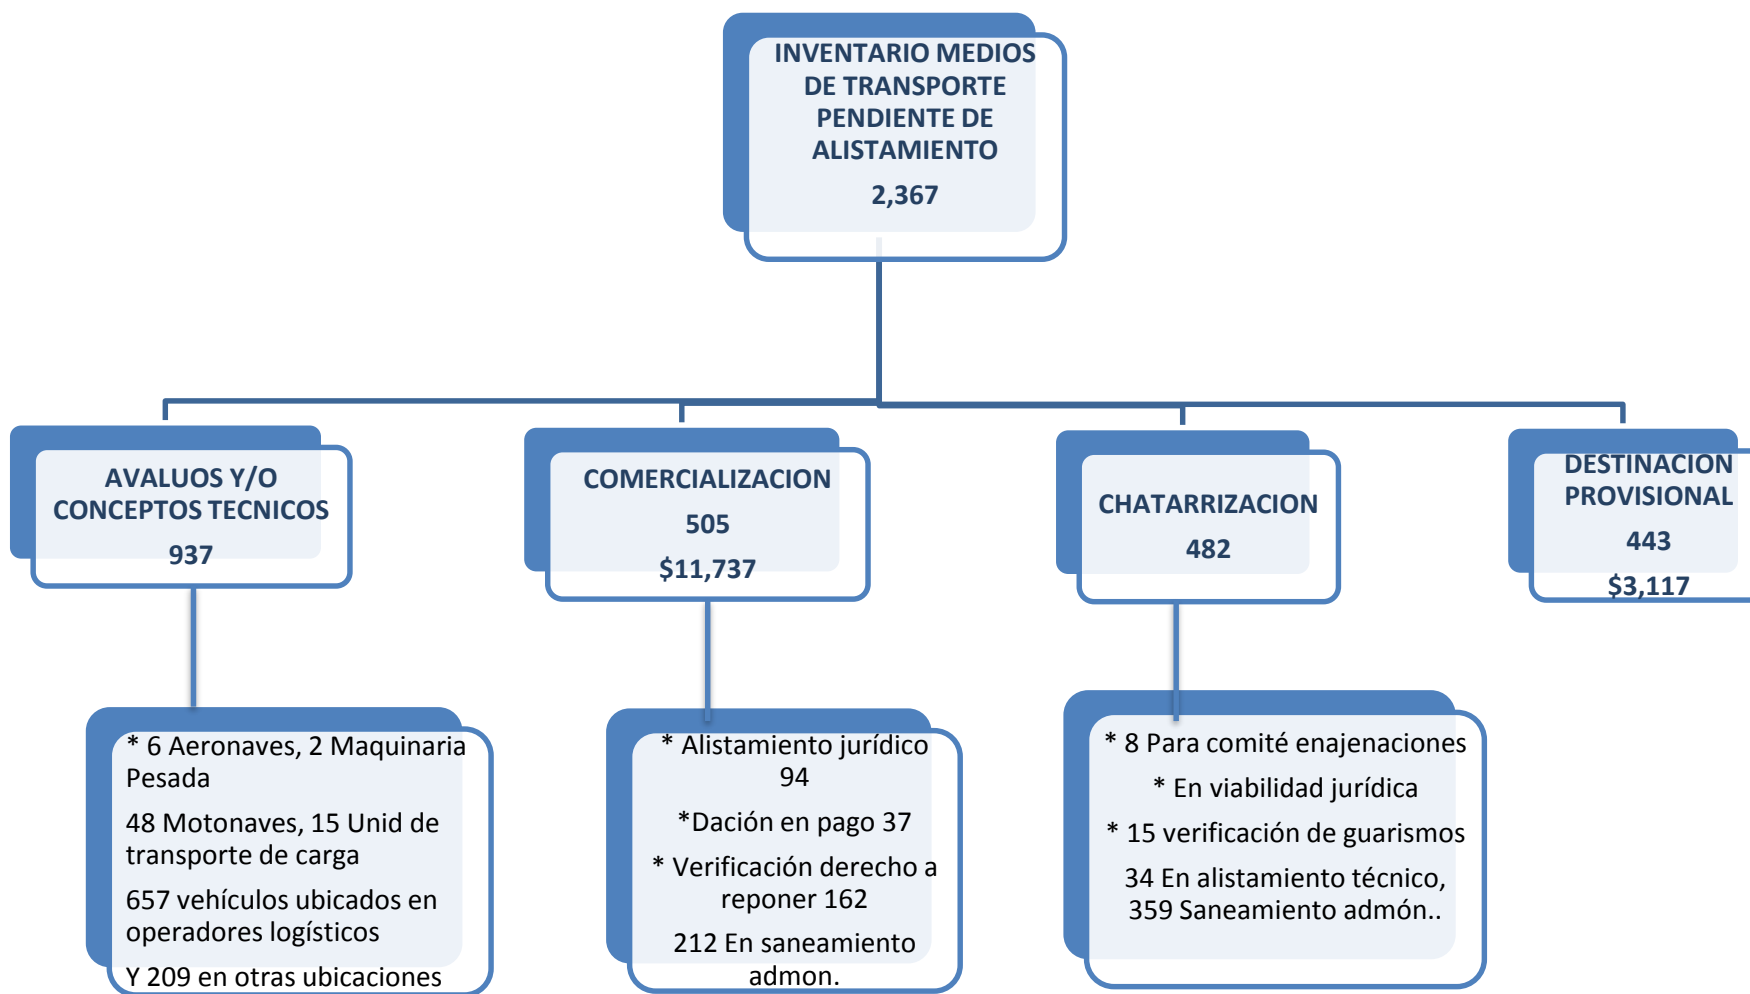 INVENTARIO MEDIOS
DE TRANSPORTE
PENDIENTE DE
ALISTAMIENTO
2,367
AVALUOS Y/O
CONCEPTOS TECNICOS
937
COMERCIALIZACION
505
$11,737
CHATARRIZACION
482
DESTINACION
PROVISIONAL
443
$3,117
* 6 Aeronaves, 2 Maquinaria
Pesada
48 Motonaves, 15 Unid de
transporte de carga
657 vehículos ubicados en
operadores logísticos
Y 209 en otras ubicaciones
* Alistamiento jurídico
94
*Dación en pago 37
* Verificación derecho a
reponer 162
212 En saneamiento
admon.
* 8 Para comité enajenaciones
* En viabilidad jurídica
* 15 verificación de guarismos
34 En alistamiento técnico,
359 Saneamiento admón..